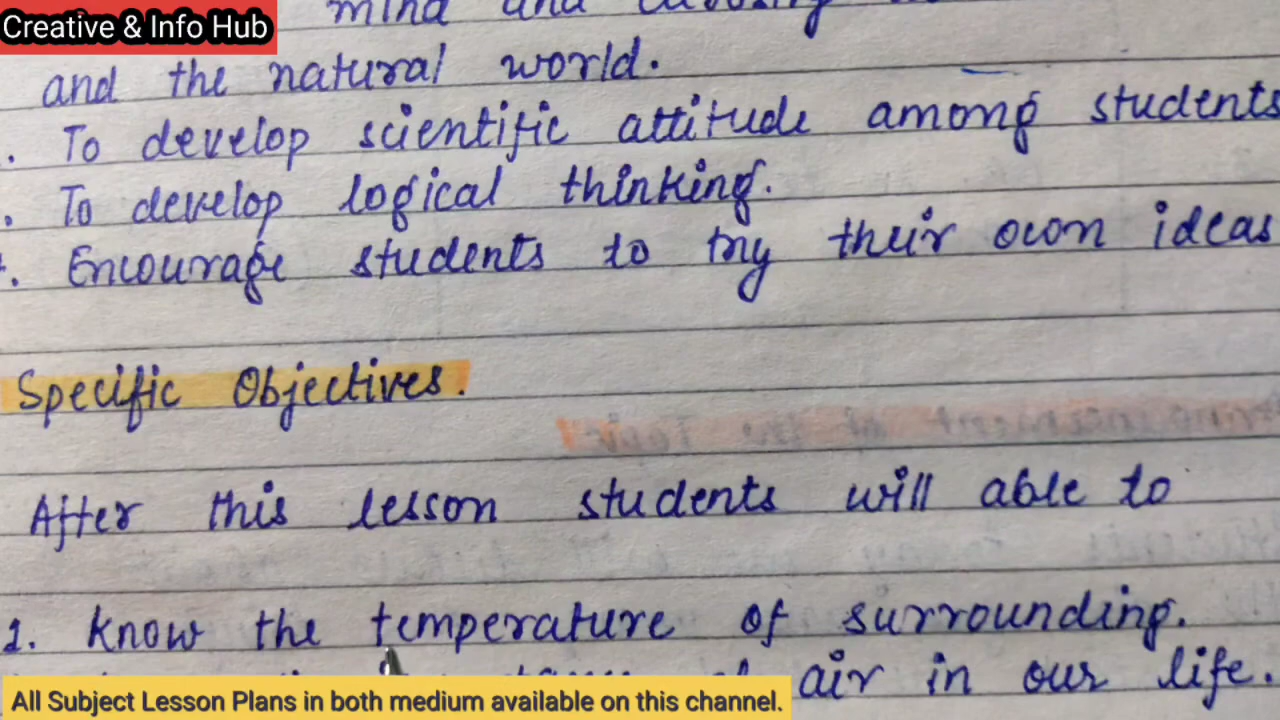 Creative & Info Hub
mind and
and the natural world.
. To develop scientific attitude among students
. To develop logical thinking.
. Encourage students to try their own ideas
Specific Objectives.
After this lesson students will able to
1. Know the temperature of surrounding.
air in our life.
All Subject Lesson Plans in both medium available on this channel.